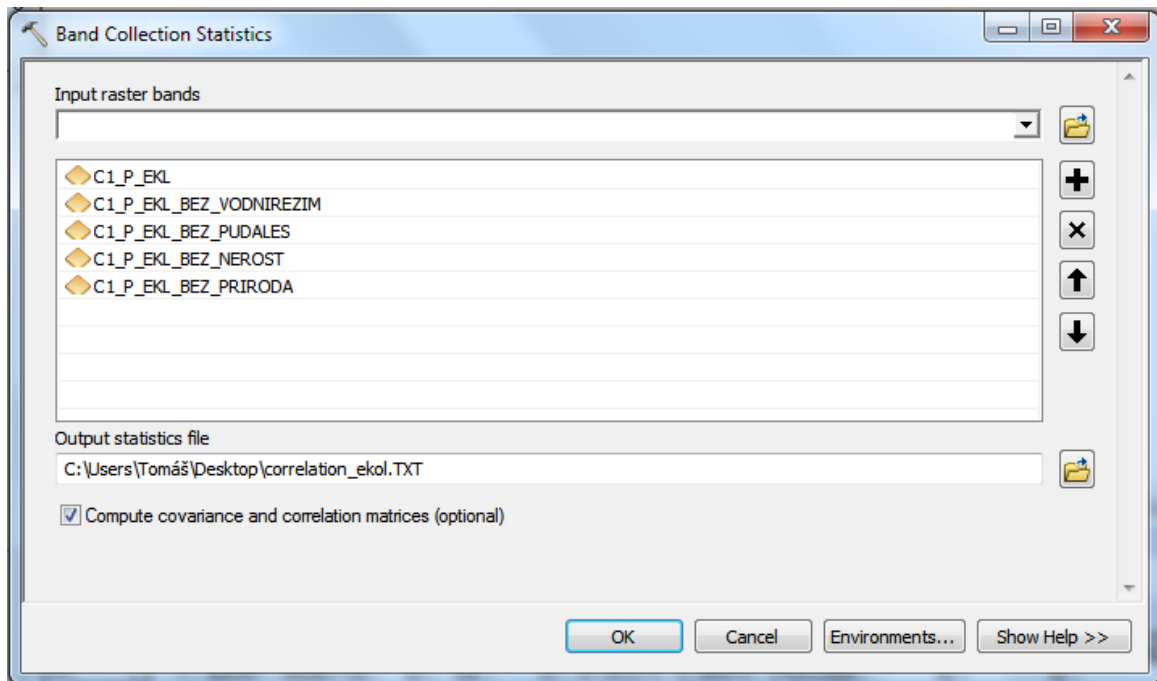 Band Collection Statistics
Input raster bands
C1_P_EKL
C1_P_EKL_BEZ_VODNIREZIM
C1_P_EKL_BEZ_PUDALES
C1_P_EKL_BEZ_NEROST
C1_P_EKL_BEZ_PRIRODA
Output statistics file
C:\Users\Tomáš\Desktop\correlation_ekol.TXT
Compute covariance and correlation matrices (optional)
OK Cancel Environments... Show Help >>